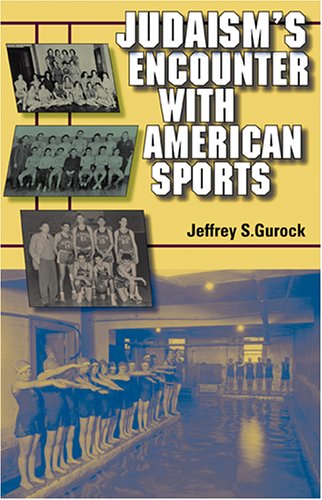 JUDAISM'S
ENCOUNTER
WITH
AMERICAN
SPORTS
Jeffrey S.Gurock